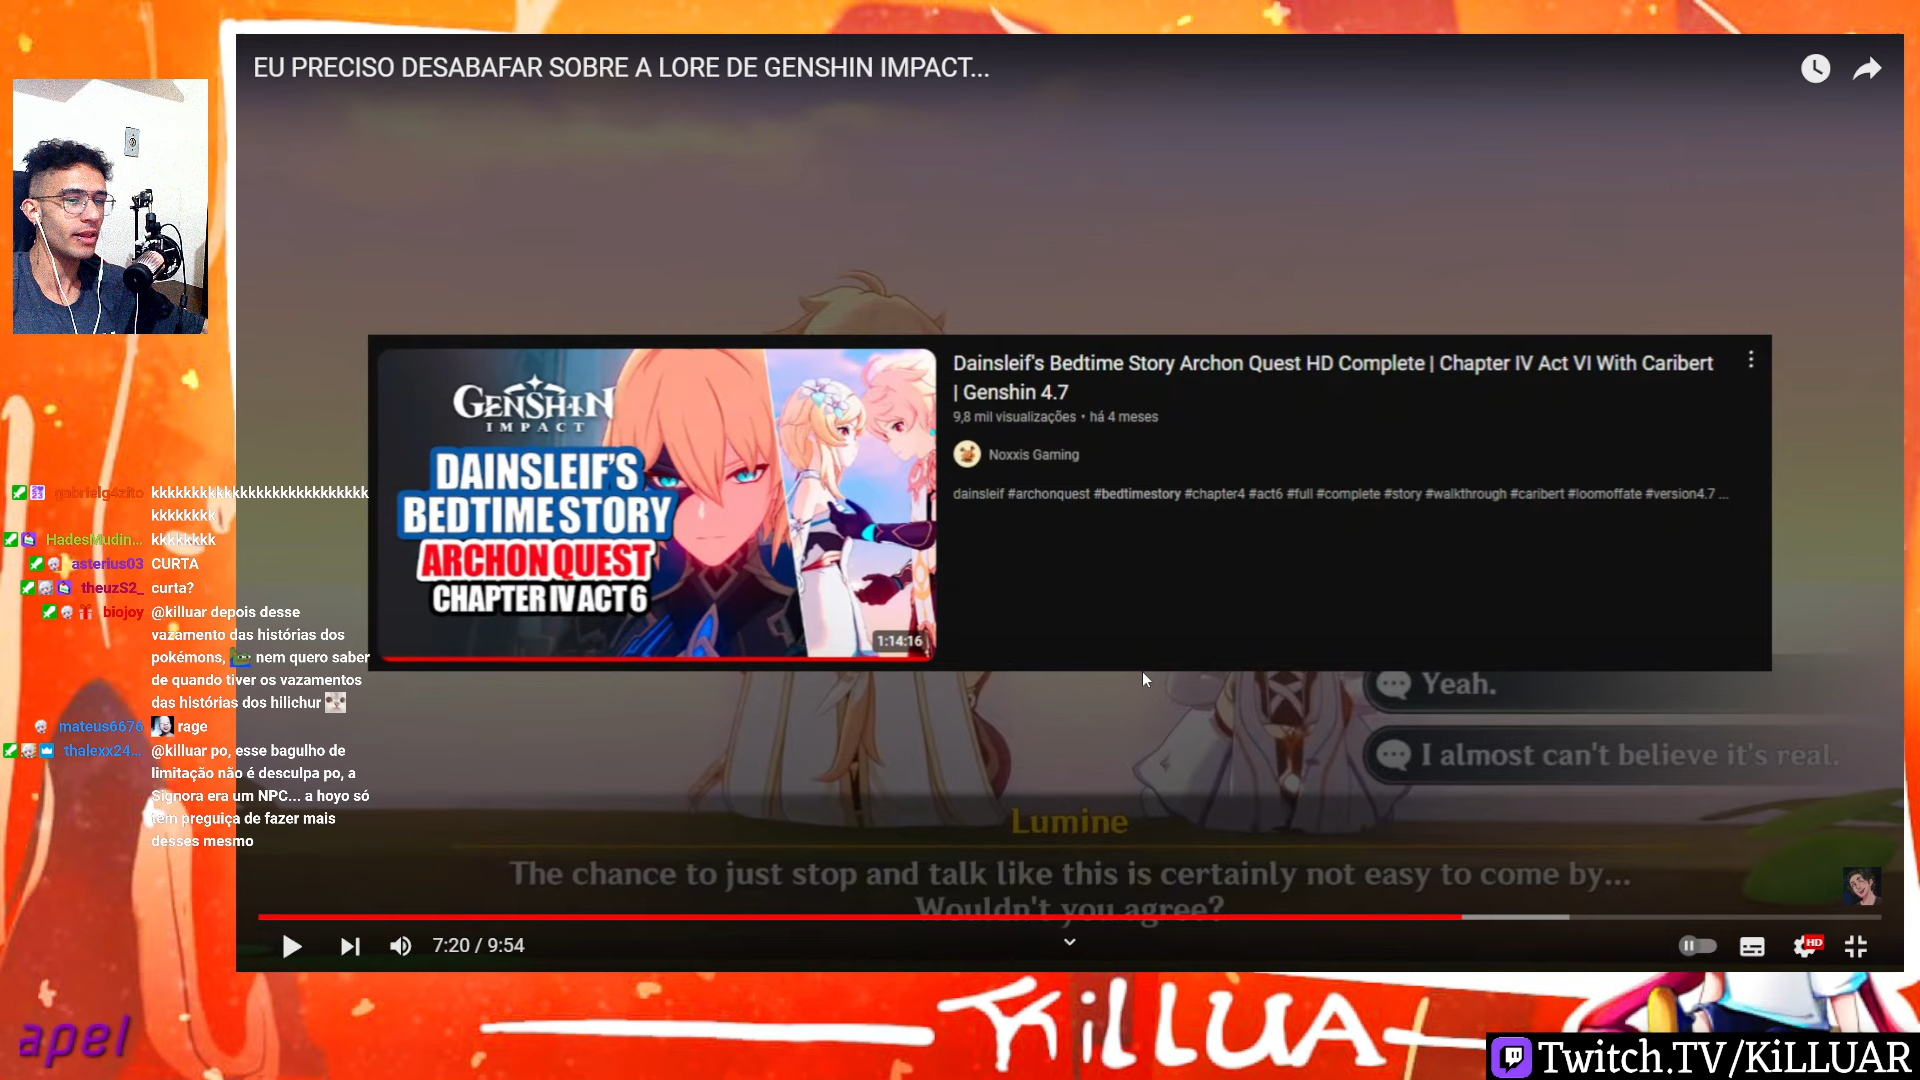 EU PRECISO DESABAFAR SOBRE A LORE DE GENSHIN IMPACT...
GENSHIN
IMPACT
DAINSLEIF'S
BEDTIME STORY
ARCHON QUEST
CHAPTER IV ACT 6
1:14:16
Dainsleif's Bedtime Story Archon Quest HD Complete | Chapter IV Act VI With Caribert
| Genshin 4.7
9,8 mil visualizações • há 4 meses
Noxxis Gaming
dainsleif #archonquest #bedtimestory #chapter4 #act6 #full #complete #story #walkthrough #caribert #loomoffate #version4.7 ...
gabrielg4zito kkkkkkkkkkkkkkkkkkkkkkkkkk
kkkkkkkk
HadesMudin... kkkkkkkk
asterius03 CURTA
theuzS2_ curta?
biojoy @killuar depois desse
vazamento das histórias dos
pokémons, nem quero saber
de quando tiver os vazamentos
das histórias dos hilichur
mateus6676 rage
thalexx24... @killuar po, esse bagulho de
limitação não é desculpa po, a
Signora era um NPC... a hoyo só
tem preguiça de fazer mais
desses mesmo
Yeah.
I almost can't believe it's real.
Lumine
The chance to just stop and talk like this is certainly not easy to come by...
Wouldn't you agree?
7:20 / 9:54
HD
apel
KiLLUA
Twitch.TV/KiLLUAR